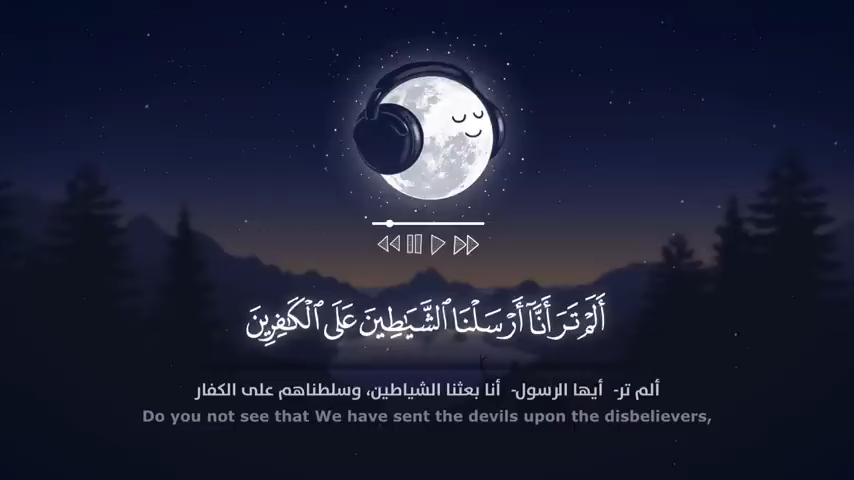 أَلَمْ تَرَ أَنَّآ أَرْسَلْنَا ٱلشَّيَٰطِينَ عَلَى ٱلْكَٰفِرِينَ
ألم تر- أيها الرسول- أنا بعثنا الشياطين، وسلطناهم على الكفار
Do you not see that We have sent the devils upon the disbelievers,